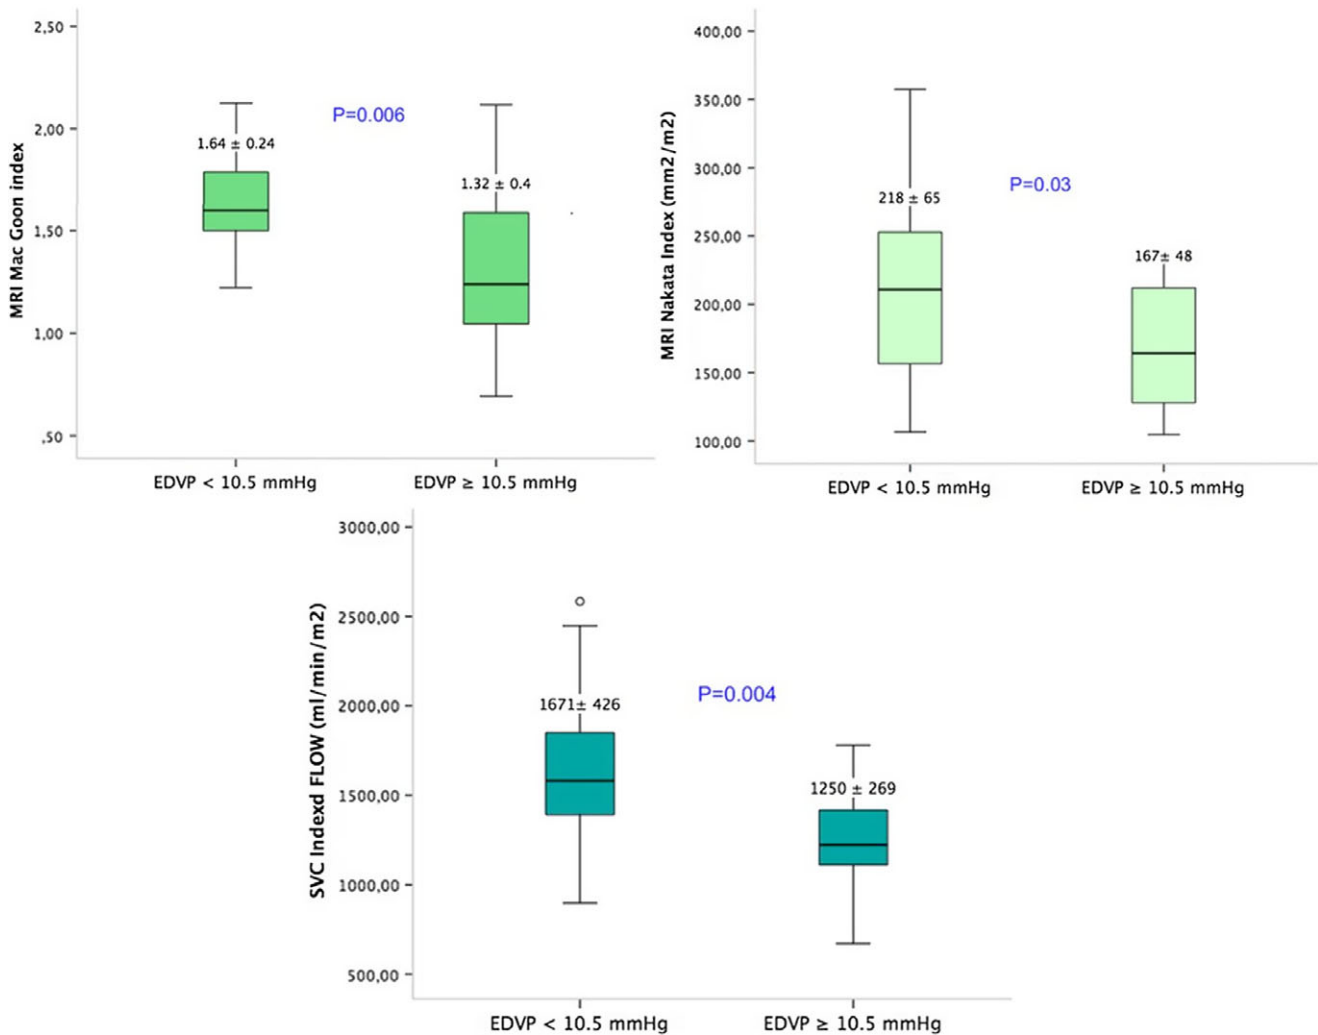 MRI Mac Goon index
2,50
2,00
1,50
1,00
,50
P=0.006
1.64 ± 0.24
1.32 ± 0.4
EDVP < 10.5 mmHg
EDVP ≥ 10.5 mmHg
MRI Nakata Index (mm2/m2)
400,00
350,00
300,00
250,00
200,00
150,00
100,00
P=0.03
218 ± 65
167± 48
EDVP < 10.5 mmHg
EDVP ≥ 10.5 mmHg
SVC Indexd FLOW (ml/min/m2)
3000,00
2500,00
2000,00
1500,00
1000,00
500,00
P=0.004
1671± 426
1250 ± 269
EDVP < 10.5 mmHg
EDVP ≥ 10.5 mmHg